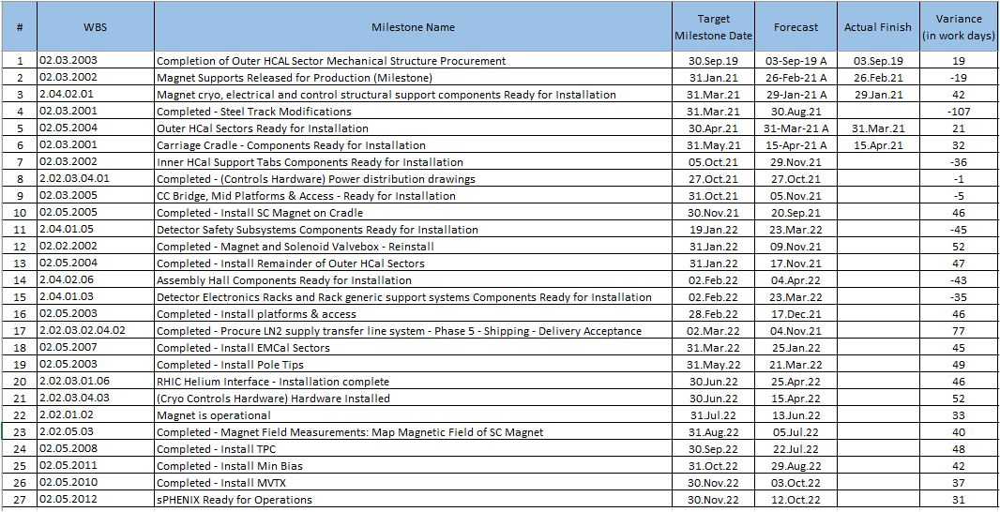 # WBS Milestone Name Target Milestone Date Forecast Actual Finish Variance (in work days)
1 02.03.2003 Completion of Outer HCAL Sector Mechanical Structure Procurement 30.Sep.19 03-Sep-19 A 03.Sep.19 19
2 02.03.2002 Magnet Supports Released for Production (Milestone) 31.Jan.21 26-Feb-21 A 26.Feb.21 -19
3 2.04.02.01 Magnet cryo, electrical and control structural support components Ready for Installation 31.Mar.21 29-Jan-21 A 29.Jan.21 42
4 02.03.2001 Completed - Steel Track Modifications 31.Mar.21 30.Aug.21 -107
5 02.05.2004 Outer HCal Sectors Ready for Installation 30.Apr.21 31-Mar-21 A 31.Mar.21 21
6 02.03.2001 Carriage Cradle - Components Ready for Installation 31.May.21 15-Apr-21 A 15.Apr.21 32
7 02.03.2002 Inner HCal Support Tabs Components Ready for Installation 05.Oct.21 29.Nov.21 -36
8 2.02.03.04.01 Completed - (Controls Hardware) Power distribution drawings 27.Oct.21 27.Oct.21 -1
9 02.03.2005 CC Bridge, Mid Platforms & Access - Ready for Installation 31.Oct.21 05.Nov.21 -5
10 02.05.2005 Completed - Install SC Magnet on Cradle 30.Nov.21 20.Sep.21 46
11 2.04.01.05 Detector Safety Subsystems Components Ready for Installation 19.Jan.22 23.Mar.22 -45
12 02.02.2002 Completed - Magnet and Solenoid Valvebox - Reinstall 31.Jan.22 09.Nov.21 52
13 02.05.2004 Completed - Install Remainder of Outer HCal Sectors 31.Jan.22 17.Nov.21 47
14 2.04.02.06 Assembly Hall Components Ready for Installation 02.Feb.22 04.Apr.22 -43
15 2.04.01.03 Detector Electronics Racks and Rack generic support systems Components Ready for Installation 02.Feb.22 23.Mar.22 -35
16 02.05.2003 Completed - Install platforms & access 28.Feb.22 17.Dec.21 46
17 2.02.03.02.04.02 Completed - Procure LN2 supply transfer line system - Phase 5 - Shipping - Delivery Acceptance 02.Mar.22 04.Nov.21 77
18 02.05.2007 Completed - Install EMCal Sectors 31.Mar.22 25.Jan.22 45
19 02.05.2003 Completed - Install Pole Tips 31.May.22 21.Mar.22 49
20 2.02.03.01.06 RHIC Helium Interface - Installation complete 30.Jun.22 25.Apr.22 46
21 2.02.03.04.03 (Cryo Controls Hardware) Hardware Installed 30.Jun.22 15.Apr.22 52
22 2.02.01.02 Magnet is operational 31.Jul.22 13.Jun.22 33
23 2.02.05.03 Completed - Magnet Field Measurements: Map Magnetic Field of SC Magnet 31.Aug.22 05.Jul.22 40
24 02.05.2008 Completed - Install TPC 30.Sep.22 22.Jul.22 48
25 02.05.2011 Completed - Install Min Bias 31.Oct.22 29.Aug.22 42
26 02.05.2010 Completed - Install MVTX 30.Nov.22 03.Oct.22 37
27 02.05.2012 sPHENIX Ready for Operations 30.Nov.22 12.Oct.22 31